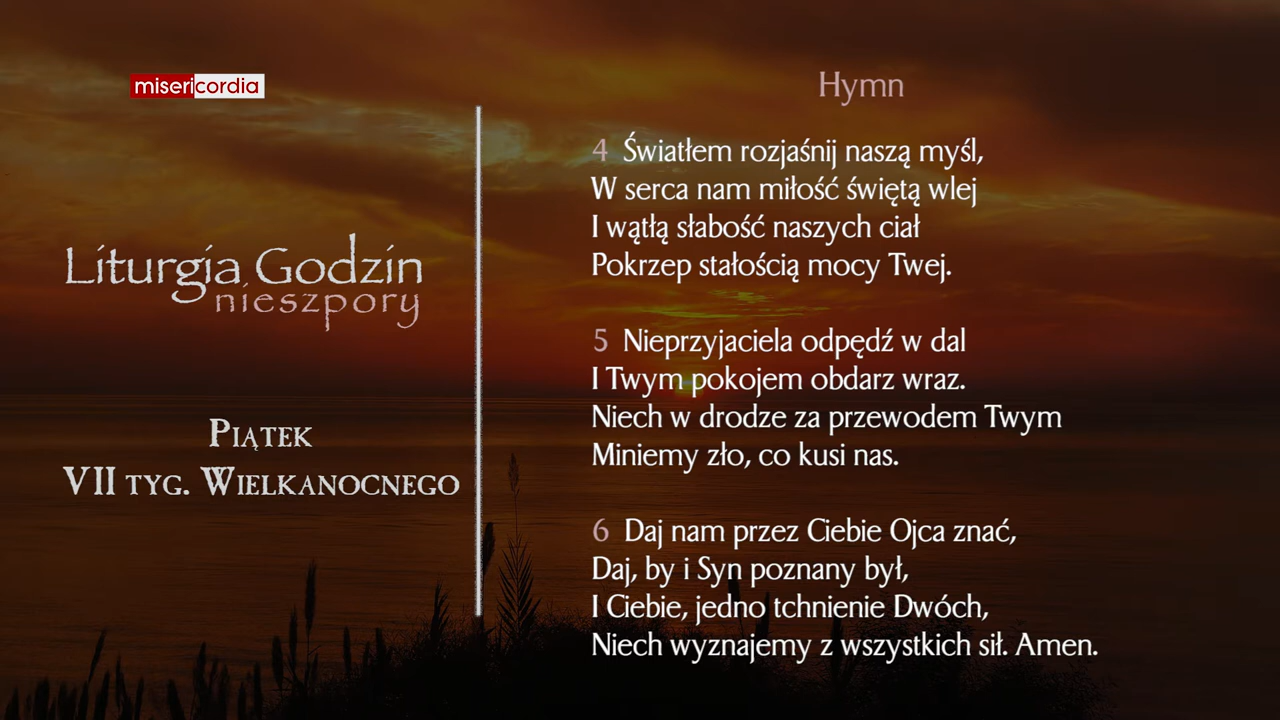 misericordia
Liturgia Godzin
nieszpory
Piątek
VII tyg. Wielkanocnego
Hymn
4 Światłem rozjaśnij naszą myśl,
W serca nam miłość świętą wlej
I wątłą słabość naszych ciał
Pokrzep stałością mocy Twej.
5 Nieprzyjaciela odpędź w dal
I Twym pokojem obdarz wraz.
Niech w drodze za przewodem Twym
Miniemy zło, co kusi nas.
6 Daj nam przez Ciebie Ojca znać,
Daj, by i Syn poznany był,
I Ciebie, jedno tchnienie Dwóch,
Niech wyznajemy z wszystkich sił. Amen.